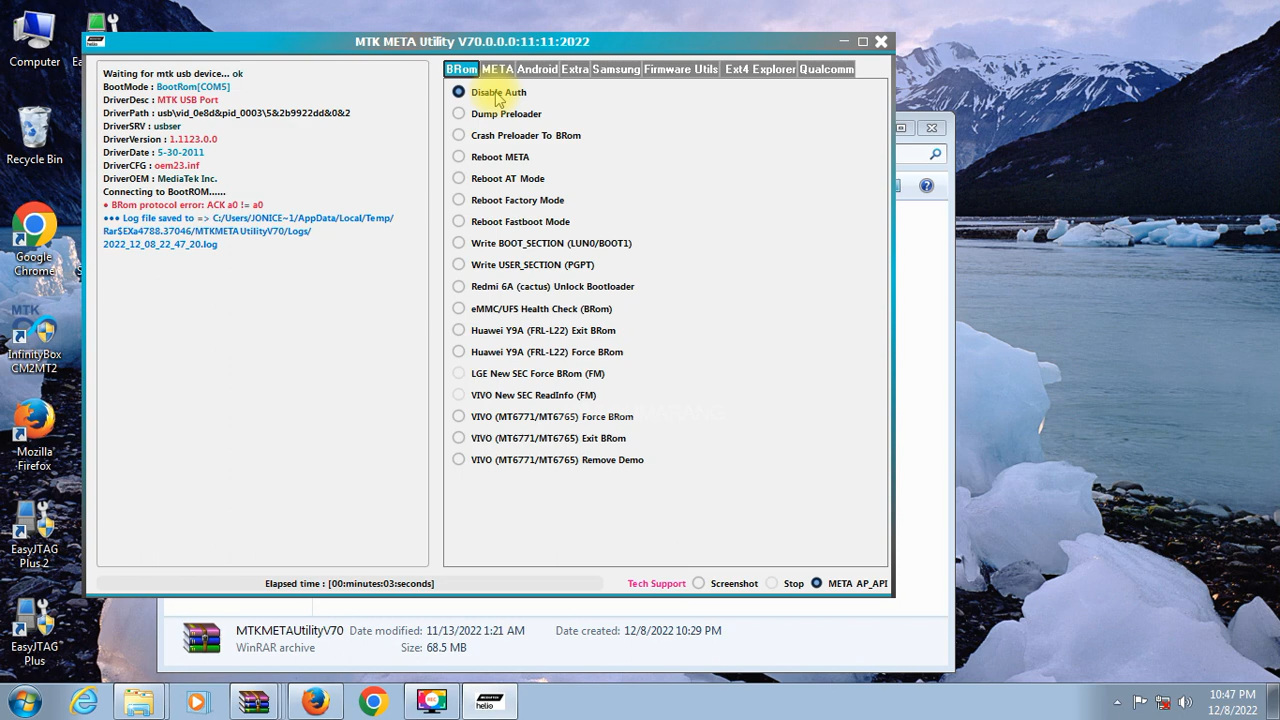 Computer
Recycle Bin
Google
Chrome
MTK
InfinityBox
CM2MT2
Mozilla
Firefox
EasyJTAG
Plus 2
EasyJTAG
Plus
helio
MTK META Utility V70.0.0.0:11:11:2022
Waiting for mtk usb device... ok
BootMode : BootRom[COM5]
DriverDesc : MTK USB Port
DriverPath : usb\vid_0e8d&pid_0003\5&2b9922dd&0&2
DriverSRV : usbser
DriverVersion : 1.1123.0.0
DriverDate : 5-30-2011
DriverCFG : oem23.inf
DriverOEM : MediaTek Inc.
Connecting to BootROM......
• BRom protocol error: ACK a0 != a0
●●● Log file saved to => C:/Users/JONICE~1/AppData/Local/Temp/
Rar$EXa4788.37046/MTKMETAUtilityV70/Logs/
2022_12_08_22_47_20.log
BRom META Android Extra Samsung Firmware Utils Ext4 Explorer Qualcomm
Disable Auth
Dump Preloader
Crash Preloader To BRom
Reboot META
Reboot AT Mode
Reboot Factory Mode
Reboot Fastboot Mode
Write BOOT_SECTION (LUN0/BOOT1)
Write USER_SECTION (PGPT)
Redmi 6A (cactus) Unlock Bootloader
eMMC/UFS Health Check (BRom)
Huawei Y9A (FRL-L22) Exit BRom
Huawei Y9A (FRL-L22) Force BRom
LGE New SEC Force BRom (FM)
VIVO New SEC ReadInfo (FM)
VIVO (MT6771/MT6765) Force BRom
VIVO (MT6771/MT6765) Exit BRom
VIVO (MT6771/MT6765) Remove Demo
Elapsed time : [00:minutes:03:seconds]
Tech Support Screenshot Stop META AP_API
MTKMETAUtilityV70 Date modified: 11/13/2022 1:21 AM Date created: 12/8/2022 10:29 PM
WinRAR archive Size: 68.5 MB
REC
MEDIATEK
helio
10:47 PM
12/8/2022